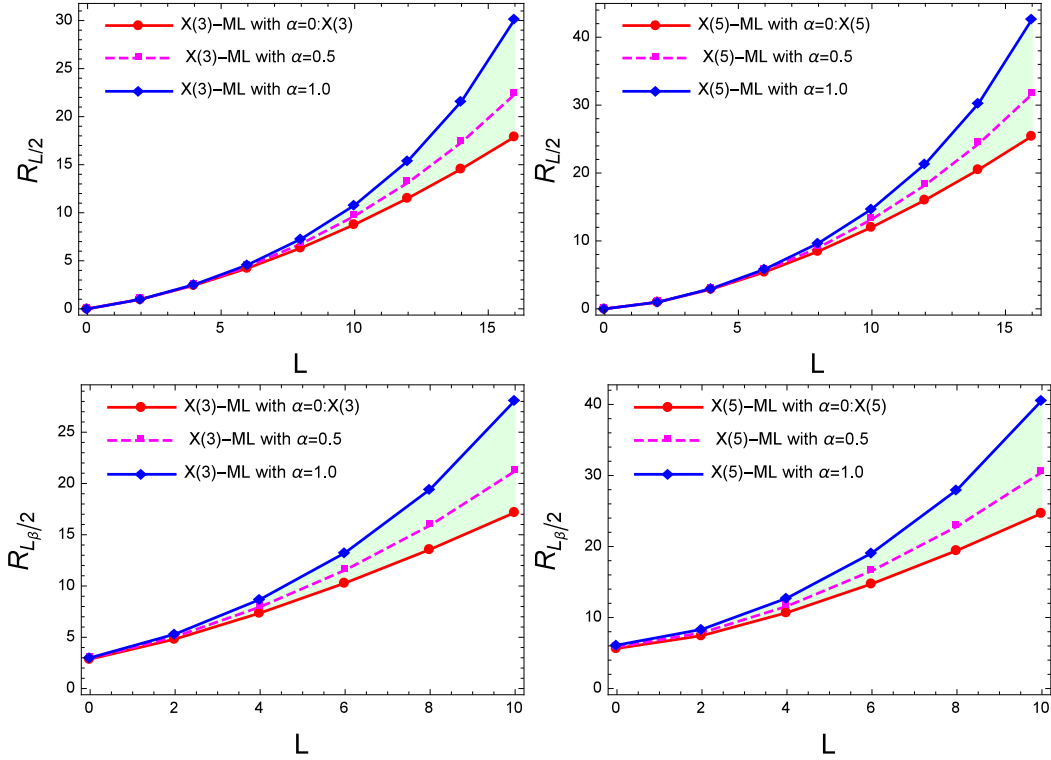 X(3)−ML with α=0:X(3)
X(3)−ML with α=0.5
X(3)−ML with α=1.0
R_{L/2}
30
25
20
15
10
5
0
0
5
10
15
L
X(5)−ML with α=0:X(5)
X(5)−ML with α=0.5
X(5)−ML with α=1.0
R_{L/2}
40
30
20
10
0
0
5
10
15
L
X(3)−ML with α=0:X(3)
X(3)−ML with α=0.5
X(3)−ML with α=1.0
R_{L_β/2}
25
20
15
10
5
0
0
2
4
6
8
10
L
X(5)−ML with α=0:X(5)
X(5)−ML with α=0.5
X(5)−ML with α=1.0
R_{L_β/2}
40
30
20
10
0
0
2
4
6
8
10
L